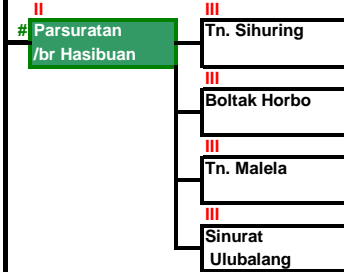 II III
# Parsuratan Tn. Sihuring
/br Hasibuan
III
Boltak Horbo
III
Tn. Malela
III
Sinurat
Ulubalang